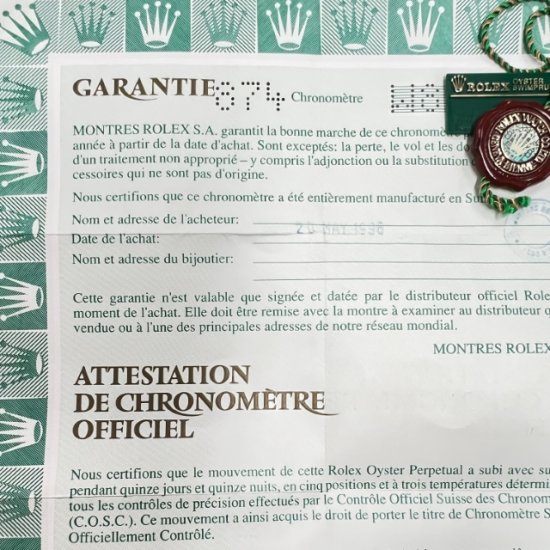 GARANTIE 874 Chronomètre W8
ROLEX OYSTER SWIMPRU
MONTRES ROLEX S.A. garantit la bonne marche de ce chronomè
année à partir de la date d'achat. Sont exceptés: la perte, le vol et les do
d'un traitement non approprié – y compris l'adjonction ou la substitution
cessoires qui ne sont pas d'origine.
Nous certifions que ce chronomètre a été entièrement manufacturé en Sui
Nom et adresse de l'acheteur:
20 MAY 1996
Date de l'achat:
Nom et adresse du bijoutier:
Cette garantie n'est valable que signée et datée par le distributeur officiel Role
moment de l'achat. Elle doit être remise avec la montre à examiner au distributeur q
vendue ou à l'une des principales adresses de notre réseau mondial.
MONTRES ROLEX
ATTESTATION
DE CHRONOMÈTRE
OFFICIEL
Nous certifions que le mouvement de cette Rolex Oyster Perpetual a subi avec su
pendant quinze jours et quinze nuits, en cinq positions et à trois températures détermi
tous les contrôles de précision effectués par le Contrôle Officiel Suisse des Chronom
(C.O.S.C.). Ce mouvement a ainsi acquis le droit de porter le titre de Chronomètre S
Officiellement Contrôlé.